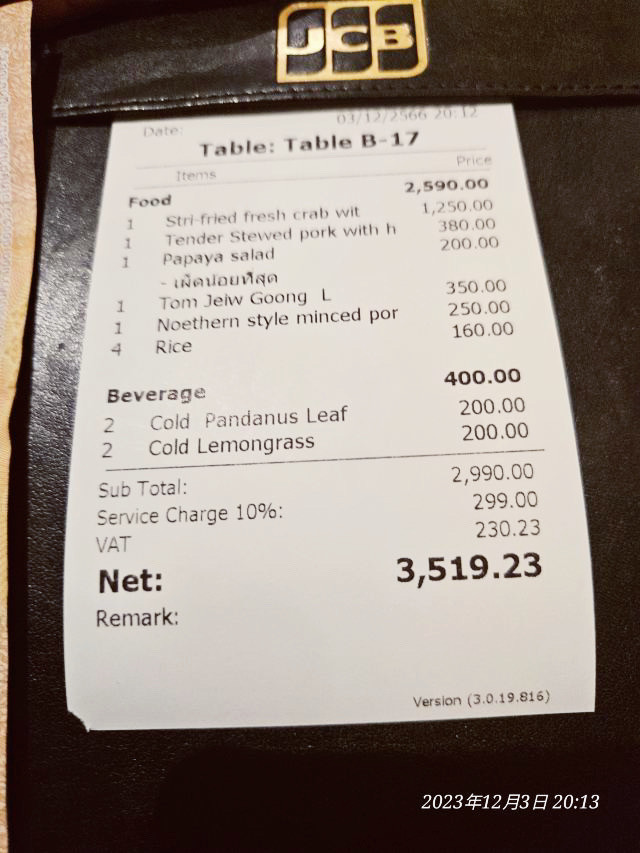 JCB
Date: 03/12/2566 20:12
Table: Table B-17
Items Price
Food 2,590.00
1 Stri-fried fresh crab wit 1,250.00
1 Tender Stewed pork with h 380.00
1 Papaya salad 200.00
- เผ็ดน้อยที่สุด
1 Tom Jeiw Goong L 350.00
1 Noethern style minced por 250.00
4 Rice 160.00
Beverage 400.00
2 Cold Pandanus Leaf 200.00
2 Cold Lemongrass 200.00
Sub Total: 2,990.00
Service Charge 10%: 299.00
VAT 230.23
Net: 3,519.23
Remark:
Version (3.0.19.816)
2023年12月3日 20:13